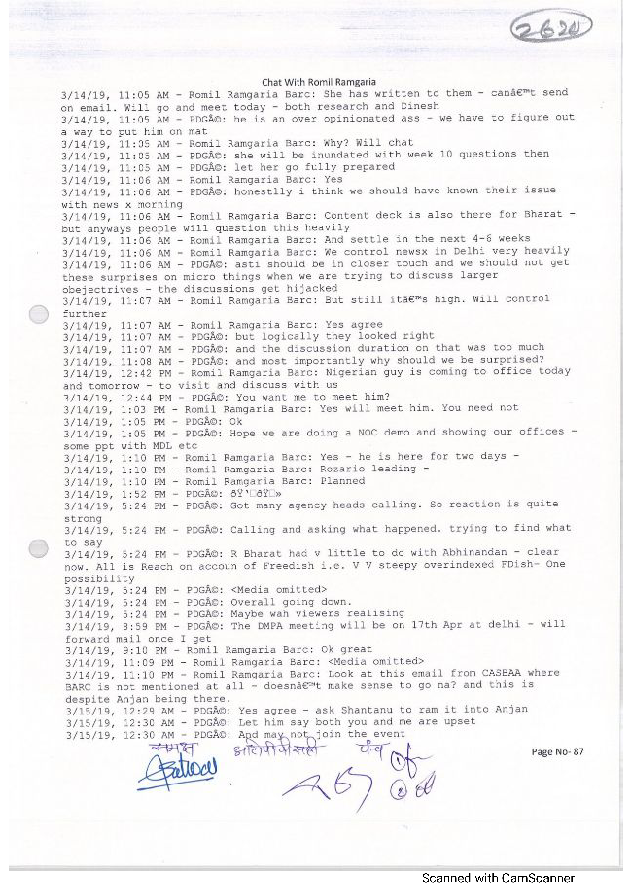 2620
Chat With Romil Ramgaria
3/14/19, 11:05 AM - Romil Ramgaria Barc: She has written to them - canâ€™t send
on email. Will go and meet today - both research and Dinesh
3/14/19, 11:05 AM - PDGÃ©: he is an over opinionated ass - we have to figure out
a way to put him on mat
3/14/19, 11:05 AM - Romil Ramgaria Barc: Why? Will chat
3/14/19, 11:05 AM - PDGÃ©: she will be inundated with week 10 questions then
3/14/19, 11:05 AM - PDGÃ©: let her go fully prepared
3/14/19, 11:06 AM - Romil Ramgaria Barc: Yes
3/14/19, 11:06 AM - PDGÃ©: honestlly i think we should have known their issue
with news x morning
3/14/19, 11:06 AM - Romil Ramgaria Barc: Content deck is also there for Bharat -
but anyways people will question this heavily
3/14/19, 11:06 AM - Romil Ramgaria Barc: And settle in the next 4-6 weeks
3/14/19, 11:06 AM - Romil Ramgaria Barc: We control newsx in Delhi very heavily
3/14/19, 11:06 AM - PDGÃ©: asti should be in closer touch and we should not get
these surprises on micro things when we are trying to discuss larger
obejectrives - the discussions get hijacked
3/14/19, 11:07 AM - Romil Ramgaria Barc: But still itâ€™s high. Will control
further
3/14/19, 11:07 AM - Romil Ramgaria Barc: Yes agree
3/14/19, 11:07 AM - PDGÃ©: but logically they looked right
3/14/19, 11:07 AM - PDGÃ©: and the discussion duration on that was too much
3/14/19, 11:08 AM - PDGÃ©: and most importantly why should we be surprised?
3/14/19, 12:42 PM - Romil Ramgaria Barc: Nigerian guy is coming to office today
and tomorrow - to visit and discuss with us
3/14/19, 12:44 PM - PDGÃ©: You want me to meet him?
3/14/19, 1:03 PM - Romil Ramgaria Barc: Yes will meet him. You need not
3/14/19, 1:05 PM - PDGÃ©: Ok
3/14/19, 1:05 PM - PDGÃ©: Hope we are doing a NOC demo and showing our offices -
some ppt with MDL etc
3/14/19, 1:10 PM - Romil Ramgaria Barc: Yes - he is here for two days -
3/14/19, 1:10 PM - Romil Ramgaria Barc: Rozario leading -
3/14/19, 1:10 PM - Romil Ramgaria Barc: Planned
3/14/19, 1:52 PM - PDGÃ©:
3/14/19, 5:24 PM - PDGÃ©: Got many agency heads calling. So reaction is quite
strong
3/14/19, 5:24 PM - PDGÃ©: Calling and asking what happened. trying to find what
to say
3/14/19, 5:24 PM - PDGÃ©: R Bharat had v little to do with Abhinandan - clear
now. All is Reach on accoin of Freedish i.e. V V steepy overindexed FDish- One
possibility
3/14/19, 5:24 PM - PDGÃ©: <Media omitted>
3/14/19, 5:24 PM - PDGÃ©: Overall going down.
3/14/19, 5:24 PM - PDGÃ©: Maybe wah viewers realising
3/14/19, 8:59 PM - PDGÃ©: The DMPA meeting will be on 17th Apr at delhi - will
forward mail once I get
3/14/19, 9:10 PM - Romil Ramgaria Barc: Ok great
3/14/19, 11:09 PM - Romil Ramgaria Barc: <Media omitted>
3/14/19, 11:10 PM - Romil Ramgaria Barc: Look at this email from CASEAA where
BARC is not mentioned at all - doesnâ€™t make sense to go na? and this is
despite Anjan being there.
3/15/19, 12:29 AM - PDGÃ©: Yes agree - ask Shantanu to ram it into Anjan
3/15/19, 12:30 AM - PDGÃ©: Let him say both you and me are upset
3/15/19, 12:30 AM - PDGÃ©: And may not join the event
समक्ष पंच ①
②
Page No- 87
Scanned with CamScanner